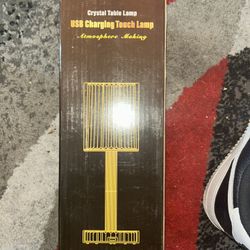 Crystal Table Lamp
USB Charging Touch Lamp
Atmosphere Making